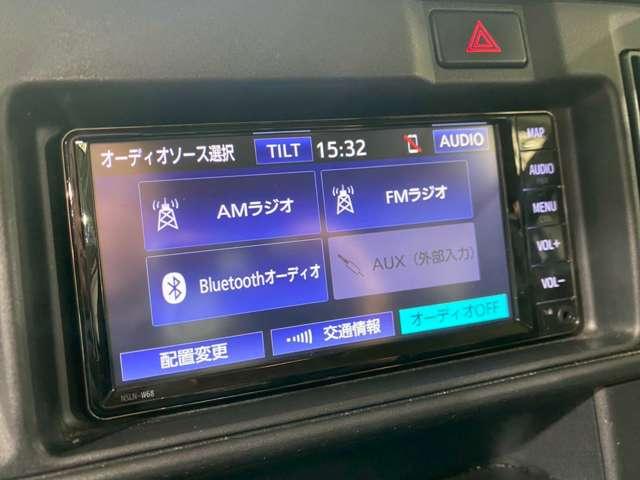 オーディオソース選択 TILT 15:32 AUDIO
AMラジオ FMラジオ
Bluetoothオーディオ AUX（外部入力）
配置変更 交通情報 オーディオOFF
MAP
AUDIO
MENU
VOL+
VOL-
NSLN-W68